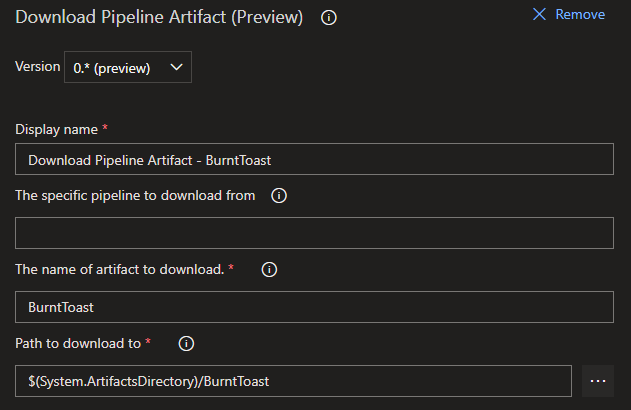 Download Pipeline Artifact (Preview)
Remove
Version 0.* (preview)
Display name *
Download Pipeline Artifact - BurntToast
The specific pipeline to download from
The name of artifact to download. *
BurntToast
Path to download to *
$(System.ArtifactsDirectory)/BurntToast